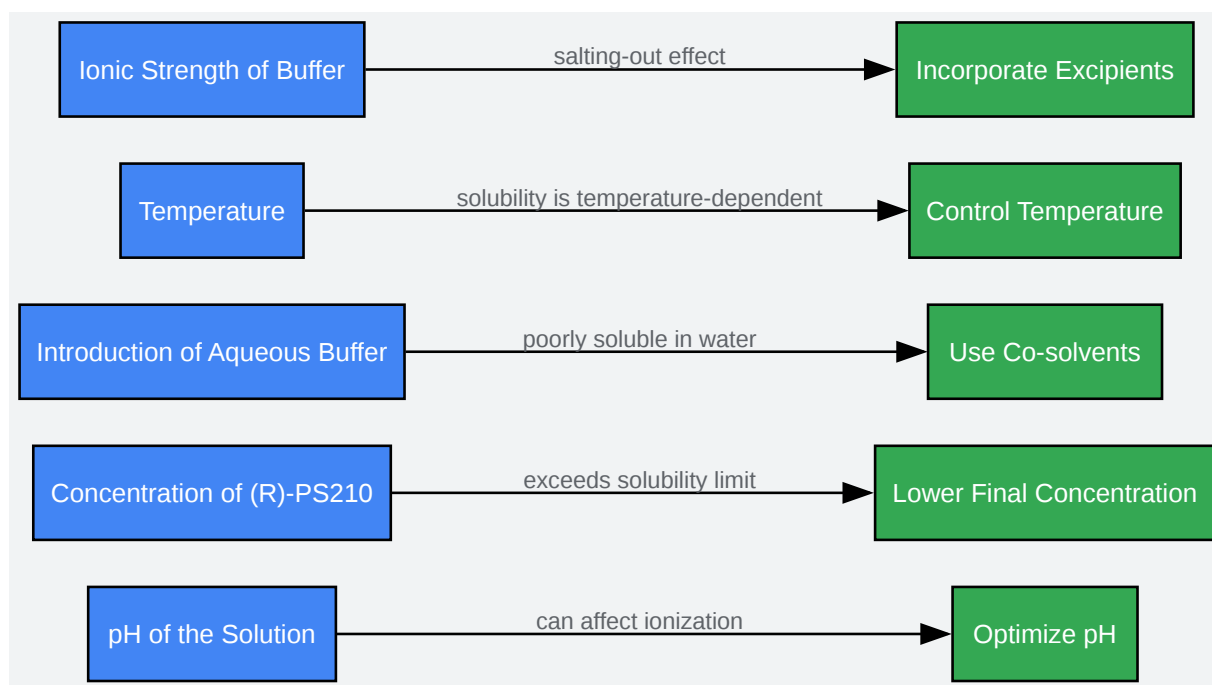 Ionic Strength of Buffer
salting-out effect
Incorporate Excipients
Temperature
solubility is temperature-dependent
Control Temperature
Introduction of Aqueous Buffer
poorly soluble in water
Use Co-solvents
Concentration of (R)-PS210
exceeds solubility limit
Lower Final Concentration
pH of the Solution
can affect ionization
Optimize pH